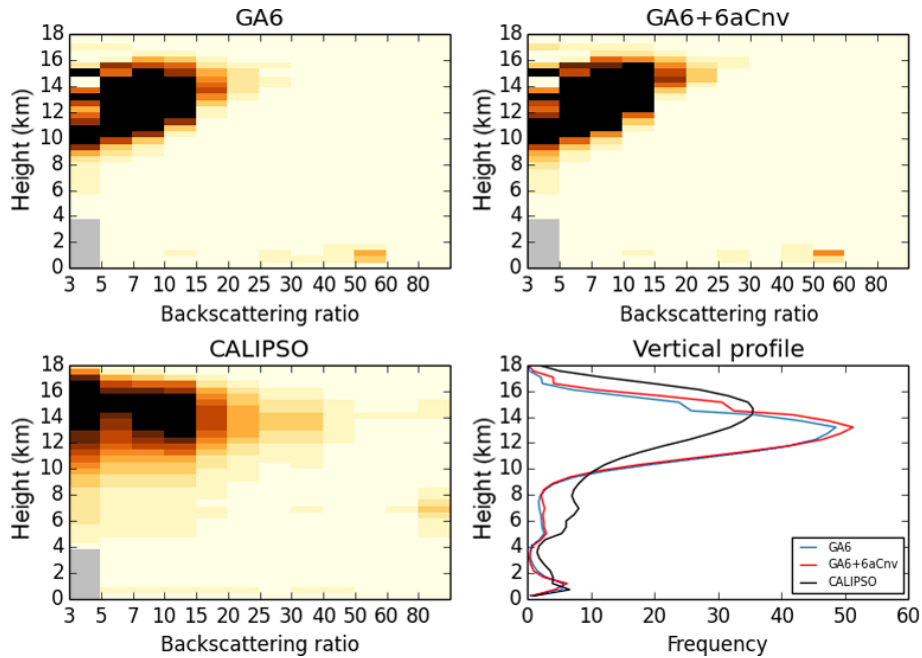 GA6
GA6+6aCnv
18
16
14
12
10
8
6
4
2
0
Height (km)
3 5 7 10 15 20 25 30 40 50 60 80
Backscattering ratio
18
16
14
12
10
8
6
4
2
0
Height (km)
3 5 7 10 15 20 25 30 40 50 60 80
Backscattering ratio
CALIPSO
Vertical profile
18
16
14
12
10
8
6
4
2
0
Height (km)
3 5 7 10 15 20 25 30 40 50 60 80
Backscattering ratio
18
16
14
12
10
8
6
4
2
0
Height (km)
GA6
GA6+6aCnv
CALIPSO
0 10 20 30 40 50 60
Frequency